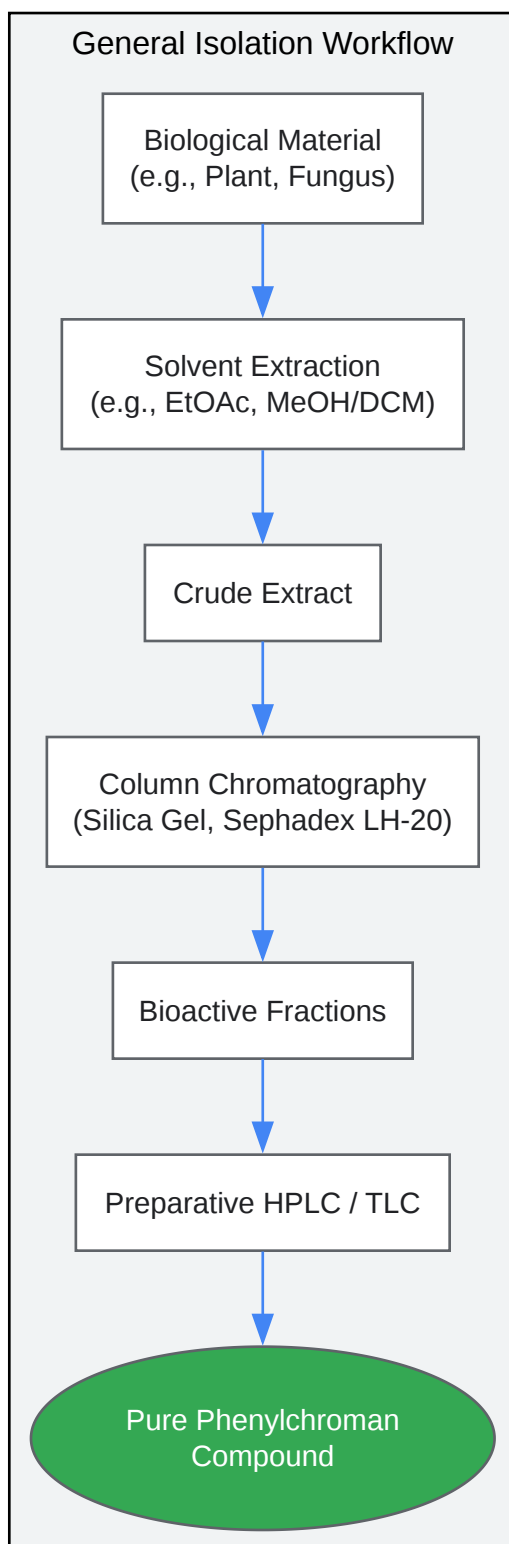 General Isolation Workflow
Biological Material
(e.g., Plant, Fungus)
Solvent Extraction
(e.g., EtOAc, MeOH/DCM)
Crude Extract
Column Chromatography
(Silica Gel, Sephadex LH-20)
Bioactive Fractions
Preparative HPLC / TLC
Pure Phenylchroman
Compound